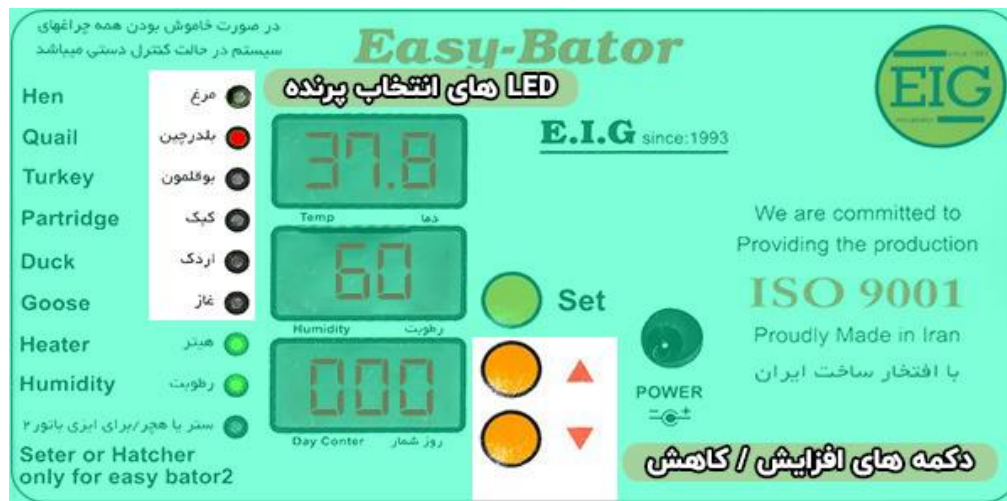 در صورت خاموش بودن همه چراغهای
سیستم در حالت کنترل دستی میباشد
Easy-Bator
since 1993
EIG
LED های انتخاب پرنده
E.I.G since:1993
Hen مرغ
Quail بلدرچین
Turkey بوقلمون
Partridge کبک
Duck اردک
Goose غاز
Heater هیتر
Humidity رطوبت
ستر یا هچر/برای ایزی باتور ۲
Seter or Hatcher
only for easy bator2
37.8
Temp دما
60
Humidity رطوبت
000
Day Conter روز شمار
Set
POWER
We are committed to
Providing the production
ISO 9001
Proudly Made in Iran
با افتخار ساخت ایران
دکمه های افزایش / کاهش